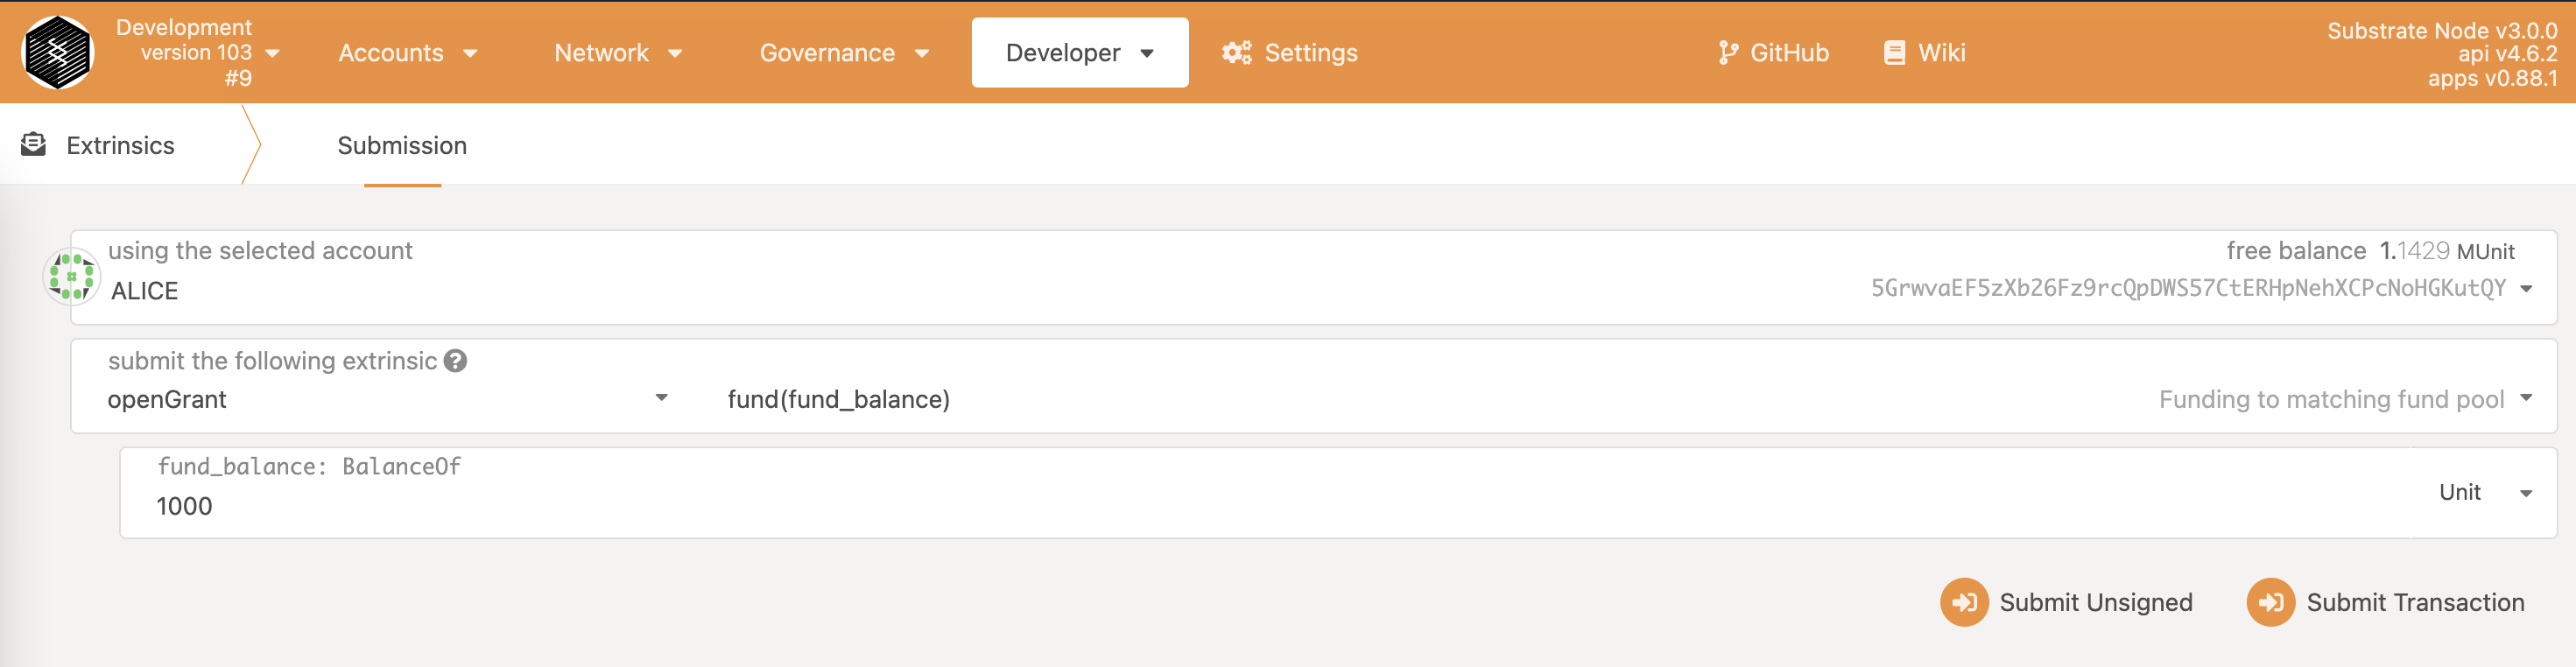 Development
version 103
#9
Accounts
Network
Governance
Developer
Settings
GitHub
Wiki
Substrate Node v3.0.0
api v4.6.2
apps v0.88.1
Extrinsics
Submission
using the selected account
ALICE
free balance 1.1429 MUnit
5GrwvaEF5zXb26Fz9rcQpDWS57CtERHpNehXCPcNoHGKutQY
submit the following extrinsic ?
openGrant
fund(fund_balance)
Funding to matching fund pool
fund_balance: BalanceOf
1000
Unit
Submit Unsigned
Submit Transaction